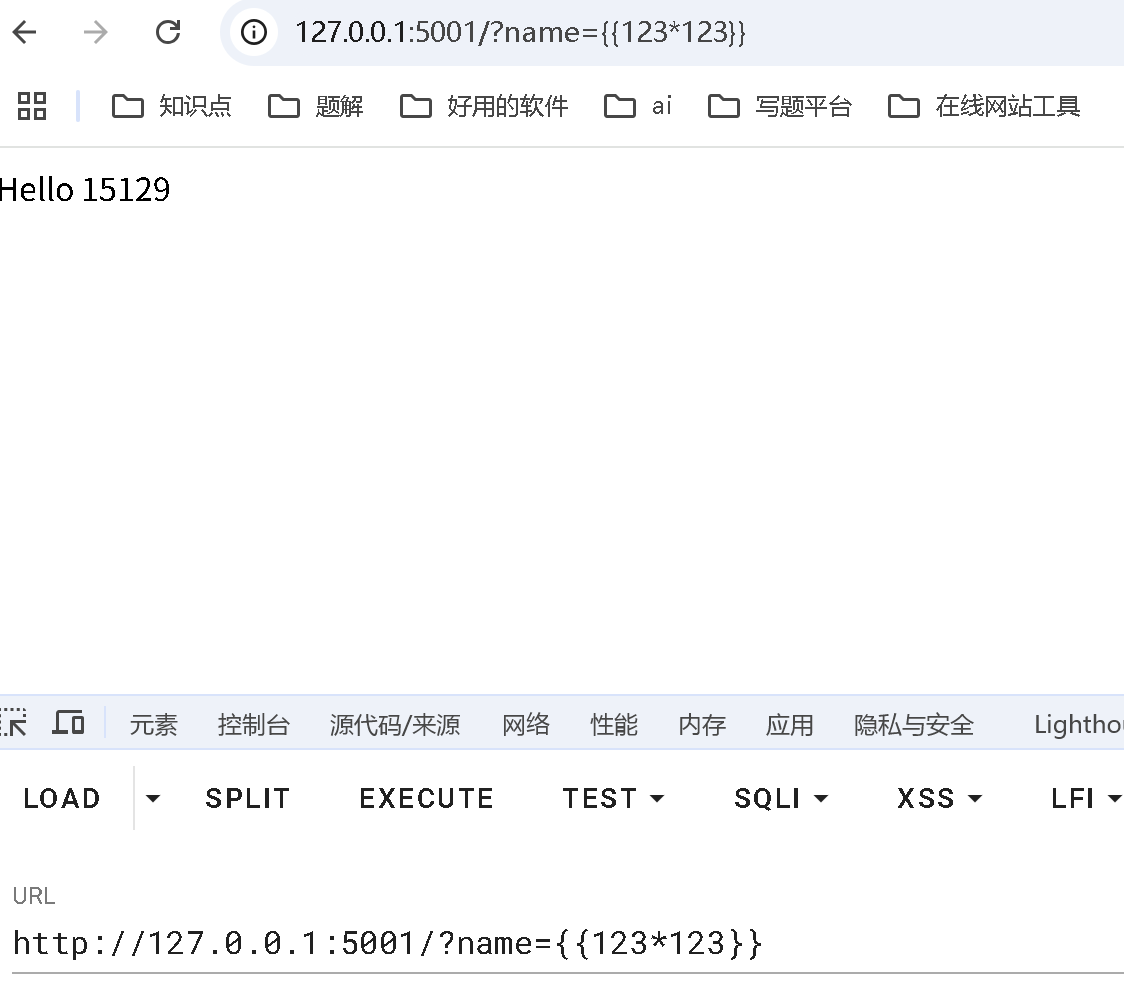 127.0.0.1:5001/?name={{123*123}}
知识点 题解 好用的软件 ai 写题平台 在线网站工具
Hello 15129
元素 控制台 源代码/来源 网络 性能 内存 应用 隐私与安全 Lighthou
LOAD SPLIT EXECUTE TEST SQLI XSS LFI
URL
http://127.0.0.1:5001/?name={{123*123}}